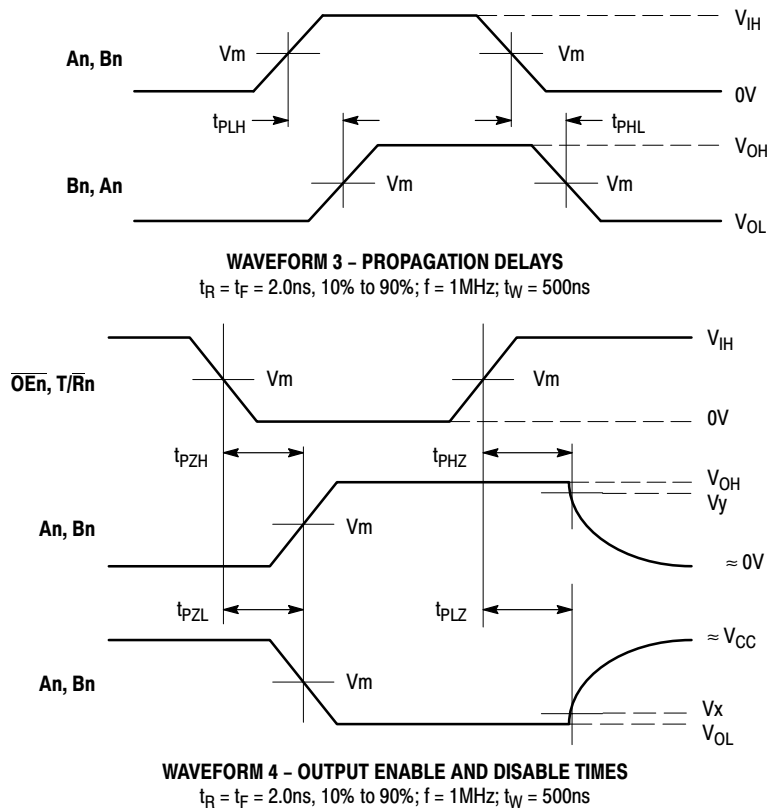 V_IH
An, Bn Vm Vm
0V
t_PLH t_PHL
V_OH
Bn, An Vm Vm
V_OL
WAVEFORM 3 – PROPAGATION DELAYS
t_R = t_F = 2.0ns, 10% to 90%; f = 1MHz; t_W = 500ns
V_IH
O̅E̅n̅, T/R̅n Vm Vm
0V
t_PZH t_PHZ
V_OH
Vy
An, Bn Vm
≈ 0V
t_PZL t_PLZ
≈ V_CC
An, Bn Vm
Vx
V_OL
WAVEFORM 4 – OUTPUT ENABLE AND DISABLE TIMES
t_R = t_F = 2.0ns, 10% to 90%; f = 1MHz; t_W = 500ns